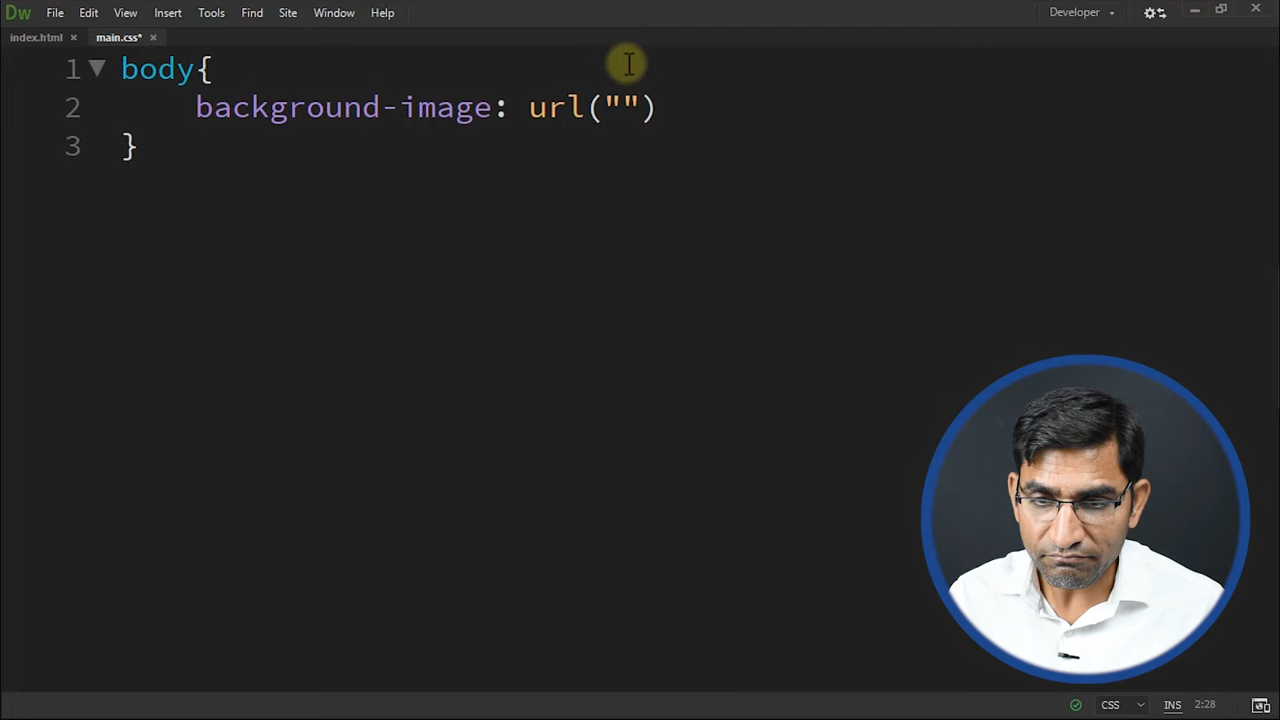 Dw File Edit View Insert Tools Find Site Window Help Developer
index.html × main.css* ×
1 body{
2 background-image: url("")
3 }
CSS INS 2:28